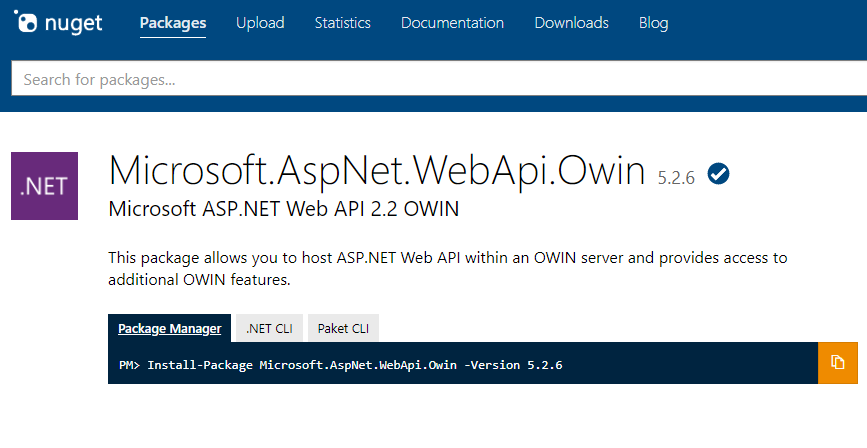 nuget
Packages Upload Statistics Documentation Downloads Blog
Search for packages...
.NET
Microsoft.AspNet.WebApi.Owin 5.2.6
Microsoft ASP.NET Web API 2.2 OWIN
This package allows you to host ASP.NET Web API within an OWIN server and provides access to
additional OWIN features.
Package Manager .NET CLI Paket CLI
PM> Install-Package Microsoft.AspNet.WebApi.Owin -Version 5.2.6